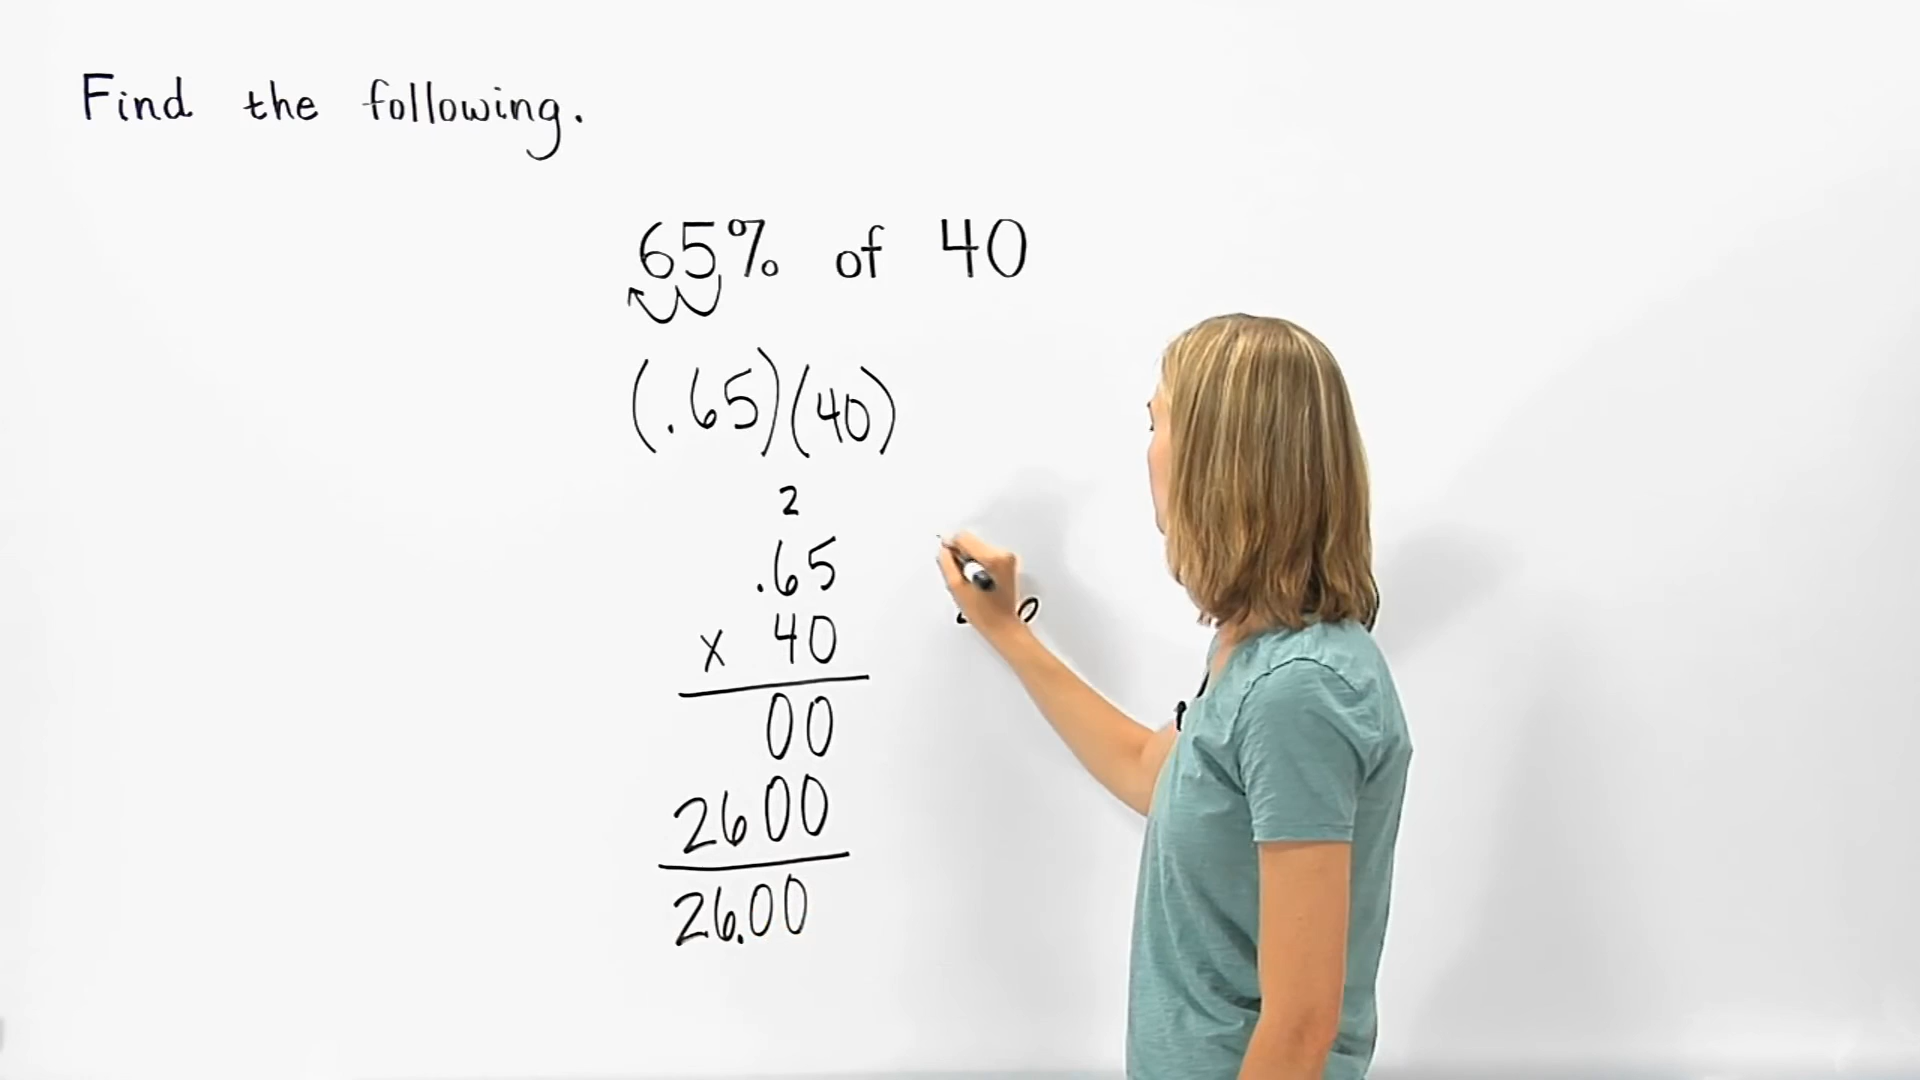 Find the following.
65% of 40
(.65)(40)
2
.65
x 40
00
2600
26.00